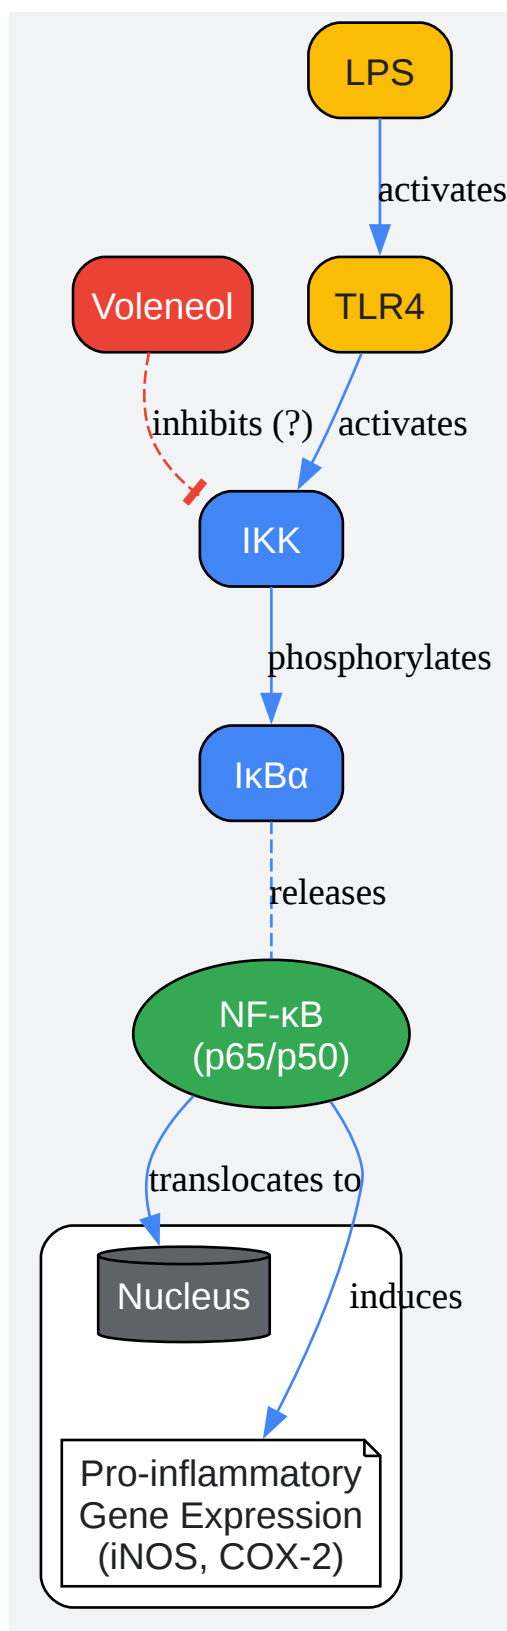 LPS
activates
Voleneol
TLR4
inhibits (?)
activates
IKK
phosphorylates
IκBα
releases
NF-κB
(p65/p50)
translocates to
Nucleus
induces
Pro-inflammatory
Gene Expression
(iNOS, COX-2)